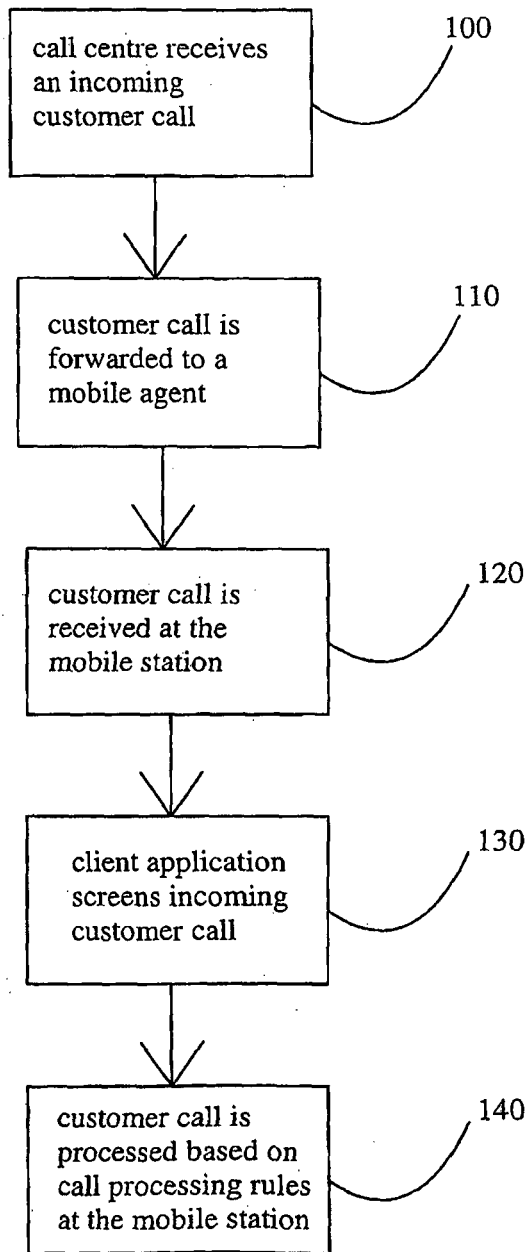 call centre receives
an incoming
customer call
100
customer call is
forwarded to a
mobile agent
110
customer call is
received at the
mobile station
120
client application
screens incoming
customer call
130
customer call is
processed based on
call processing rules
at the mobile station
140